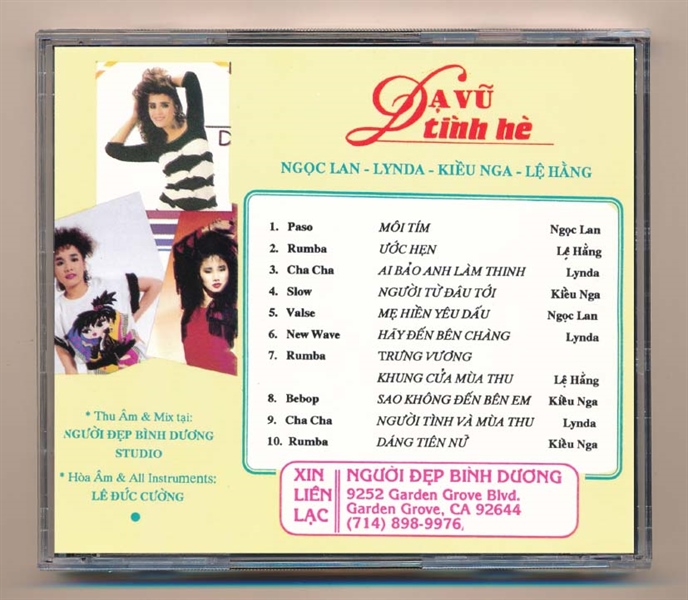 DẠ VŨ
tình hè
NGỌC LAN - LYNDA - KIỀU NGA - LỆ HẰNG
1. Paso MÔI TÍM Ngọc Lan
2. Rumba ƯỚC HẸN Lệ Hằng
3. Cha Cha AI BẢO ANH LÀM THINH Lynda
4. Slow NGƯỜI TỪ ĐÂU TỚI Kiều Nga
5. Valse MẸ HIỀN YÊU DẤU Ngọc Lan
6. New Wave HÃY ĐẾN BÊN CHÀNG Lynda
7. Rumba TRƯNG VƯƠNG
KHUNG CỬA MÙA THU Lệ Hằng
8. Bebop SAO KHÔNG ĐẾN BÊN EM Kiều Nga
9. Cha Cha NGƯỜI TÌNH VÀ MÙA THU Lynda
10. Rumba DÁNG TIÊN NỮ Kiều Nga
* Thu Âm & Mix tại:
NGƯỜI ĐẸP BÌNH DƯƠNG
STUDIO
* Hòa Âm & All Instruments:
LÊ ĐỨC CƯỜNG
XIN
LIÊN
LẠC
NGƯỜI ĐẸP BÌNH DƯƠNG
9252 Garden Grove Blvd.
Garden Grove, CA 92644
(714) 898-9976,